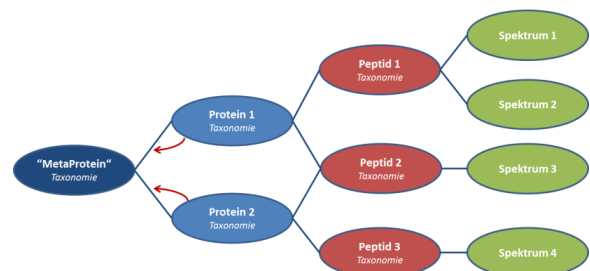 Spektrum 1
Peptid 1
Taxonomie
Spektrum 2
Protein 1
Taxonomie
"MetaProtein"
Taxonomie
Peptid 2
Taxonomie
Spektrum 3
Protein 2
Taxonomie
Peptid 3
Taxonomie
Spektrum 4